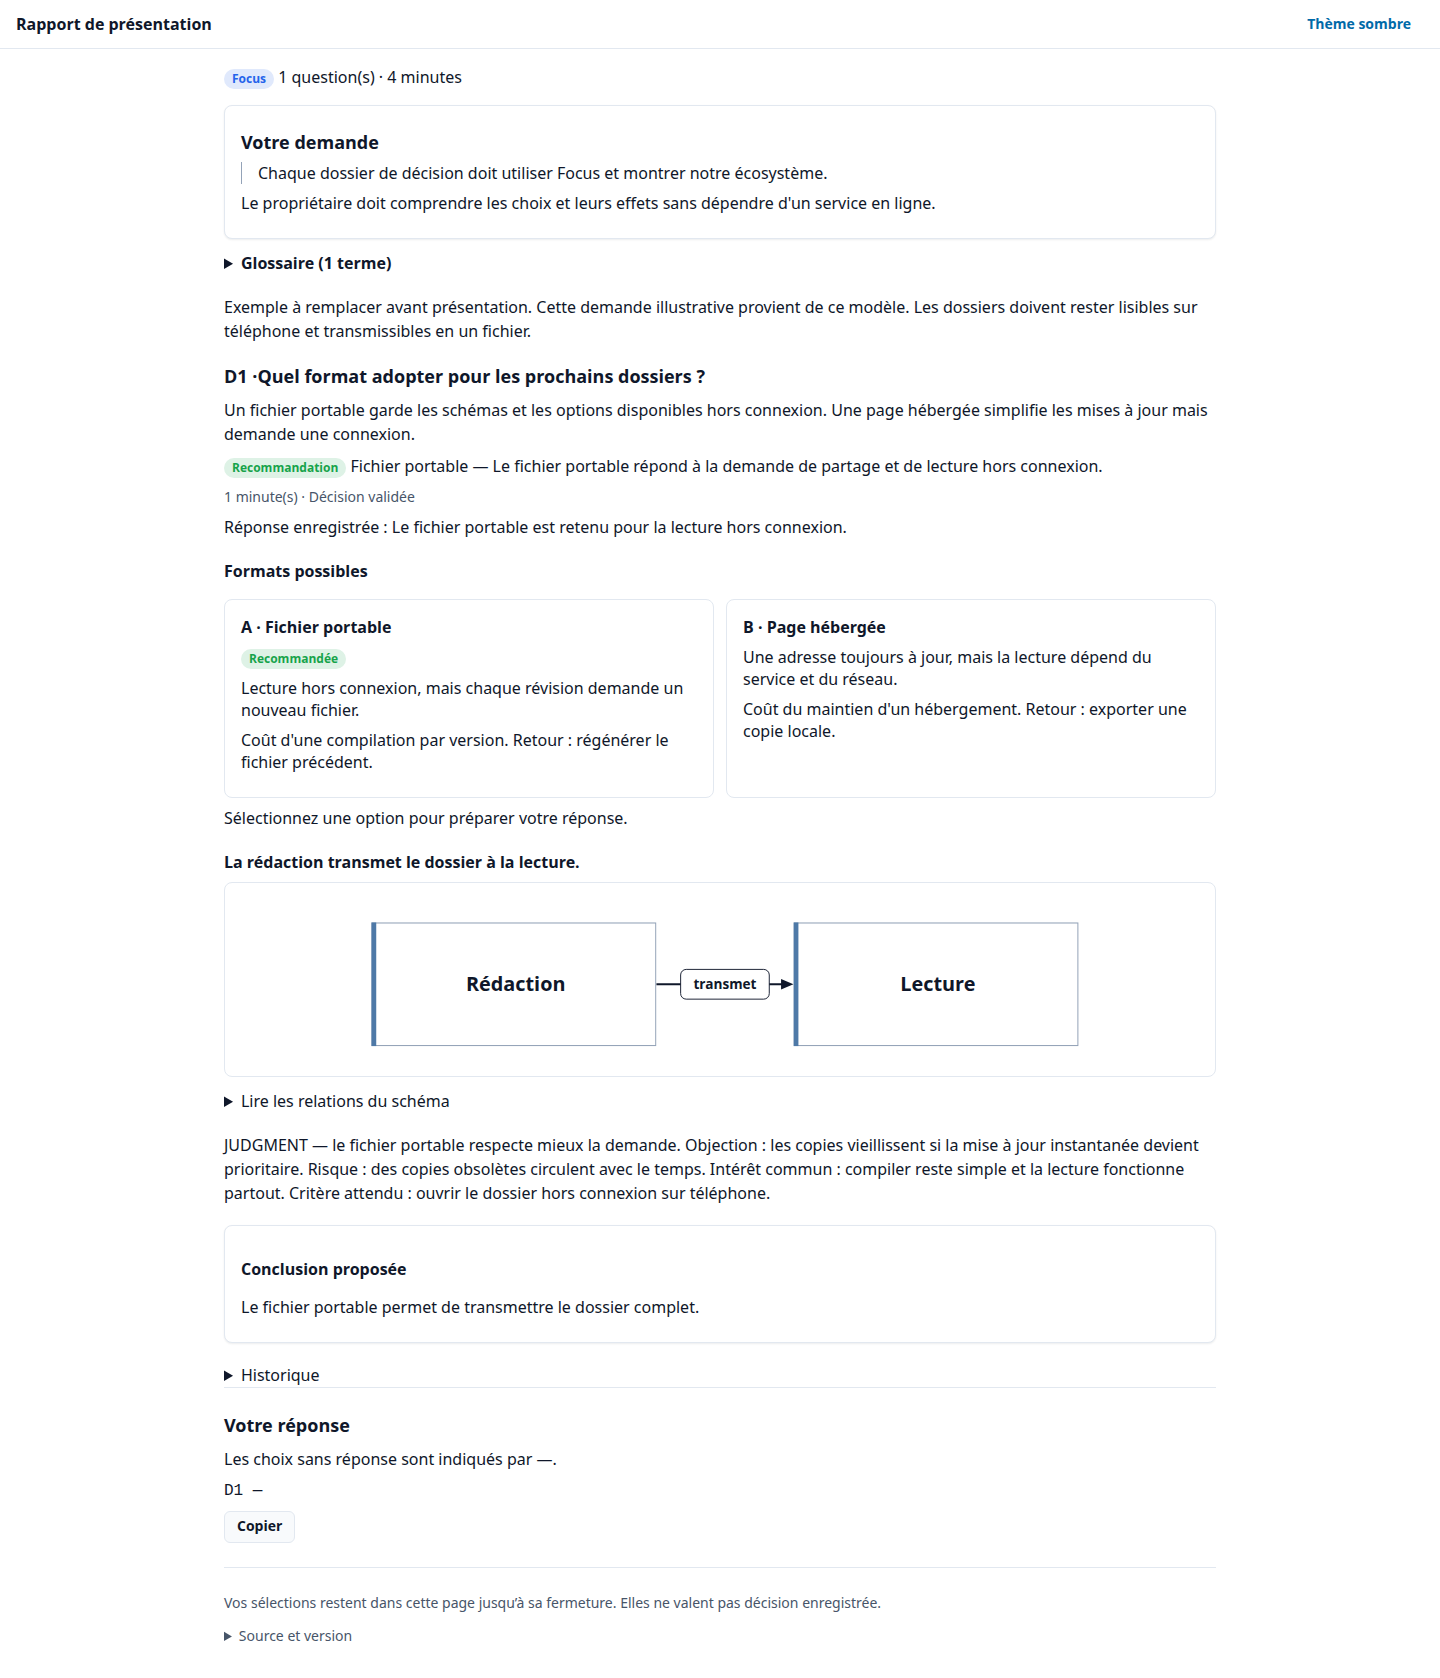 Rapport de présentation
Thème sombre
Focus 1 question(s) · 4 minutes
Votre demande
Chaque dossier de décision doit utiliser Focus et montrer notre écosystème.
Le propriétaire doit comprendre les choix et leurs effets sans dépendre d'un service en ligne.
Glossaire (1 terme)
Exemple à remplacer avant présentation. Cette demande illustrative provient de ce modèle. Les dossiers doivent rester lisibles sur
téléphone et transmissibles en un fichier.
D1 ·Quel format adopter pour les prochains dossiers ?
Un fichier portable garde les schémas et les options disponibles hors connexion. Une page hébergée simplifie les mises à jour mais
demande une connexion.
Recommandation Fichier portable — Le fichier portable répond à la demande de partage et de lecture hors connexion.
1 minute(s) · Décision validée
Réponse enregistrée : Le fichier portable est retenu pour la lecture hors connexion.
Formats possibles
A · Fichier portable
Recommandée
Lecture hors connexion, mais chaque révision demande un
nouveau fichier.
Coût d'une compilation par version. Retour : régénérer le
fichier précédent.
B · Page hébergée
Une adresse toujours à jour, mais la lecture dépend du
service et du réseau.
Coût du maintien d'un hébergement. Retour : exporter une
copie locale.
Sélectionnez une option pour préparer votre réponse.
La rédaction transmet le dossier à la lecture.
Rédaction
transmet
Lecture
Lire les relations du schéma
JUDGMENT — le fichier portable respecte mieux la demande. Objection : les copies vieillissent si la mise à jour instantanée devient
prioritaire. Risque : des copies obsolètes circulent avec le temps. Intérêt commun : compiler reste simple et la lecture fonctionne
partout. Critère attendu : ouvrir le dossier hors connexion sur téléphone.
Conclusion proposée
Le fichier portable permet de transmettre le dossier complet.
Historique
Votre réponse
Les choix sans réponse sont indiqués par —.
D1 —
Copier
Vos sélections restent dans cette page jusqu’à sa fermeture. Elles ne valent pas décision enregistrée.
Source et version